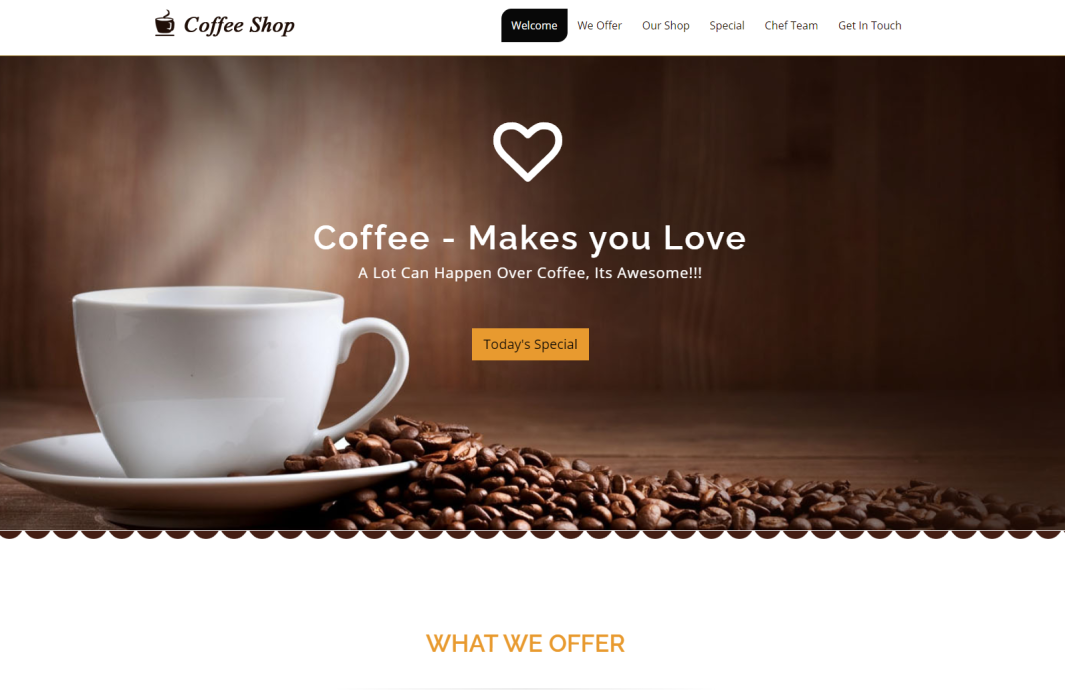 Coffee Shop
Welcome We Offer Our Shop Special Chef Team Get In Touch
Coffee - Makes you Love
A Lot Can Happen Over Coffee, Its Awesome!!!
Today's Special
WHAT WE OFFER